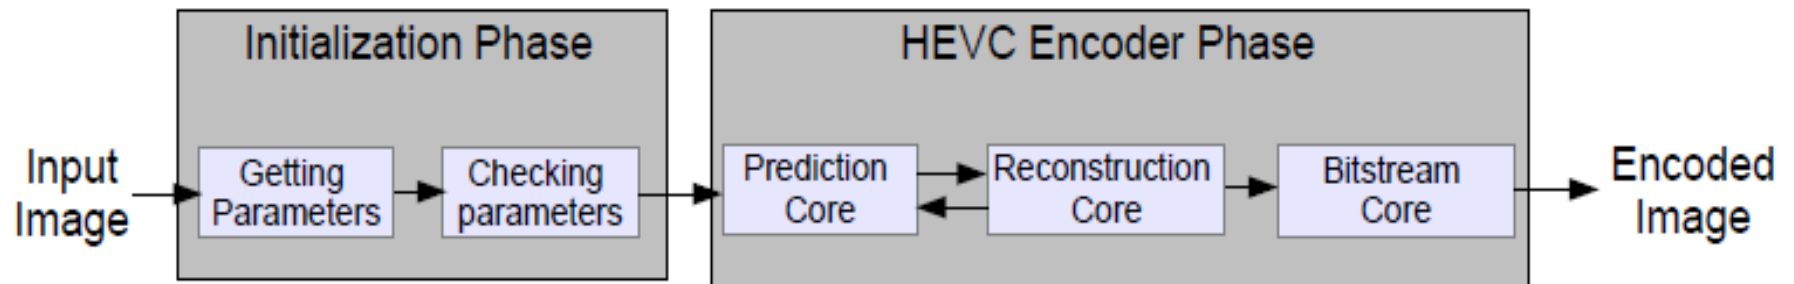 Initialization Phase
HEVC Encoder Phase
Input
Image
Getting
Parameters
Checking
parameters
Prediction
Core
Reconstruction
Core
Bitstream
Core
Encoded
Image